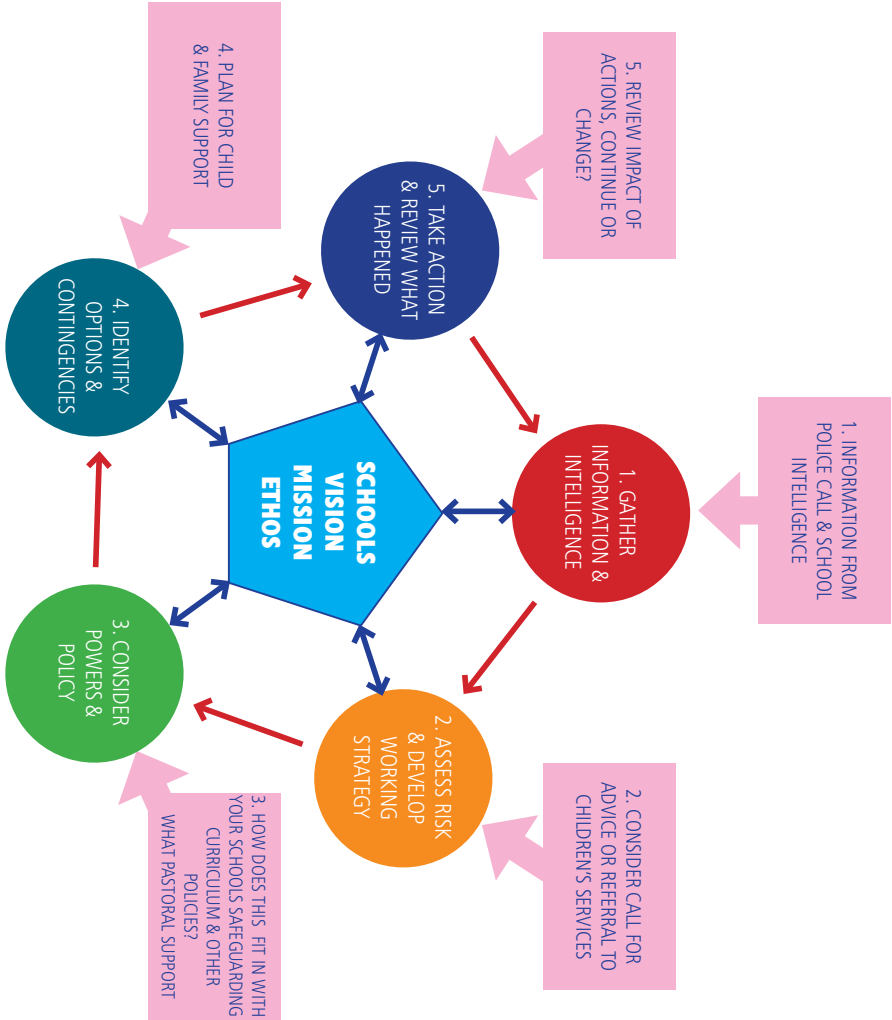 1. INFORMATION FROM
POLICE CALL & SCHOOL
INTELLIGENCE
5. REVIEW IMPACT OF
ACTIONS, CONTINUE OR
CHANGE?
2. CONSIDER CALL FOR
ADVICE OR REFERRAL TO
CHILDREN'S SERVICES
1. GATHER
INFORMATION &
INTELLIGENCE
5. TAKE ACTION
& REVIEW WHAT
HAPPENED
2. ASSESS RISK
& DEVELOP
WORKING
STRATEGY
SCHOOLS
VISION
MISSION
ETHOS
4. PLAN FOR CHILD
& FAMILY SUPPORT
3. HOW DOES THIS FIT IN WITH
YOUR SCHOOLS SAFEGUARDING
CURRICULUM & OTHER
POLICIES?
WHAT PASTORAL SUPPORT
4. IDENTIFY
OPTIONS &
CONTINGENCIES
3. CONSIDER
POWERS &
POLICY